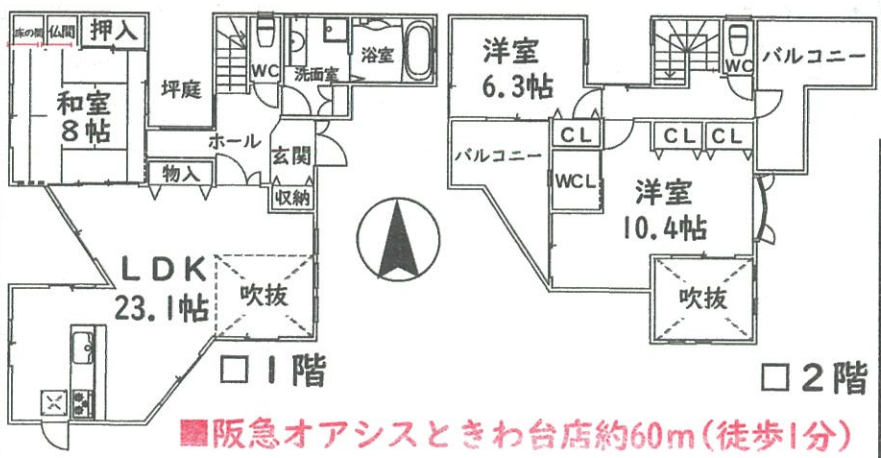 床の間
仏間
押入
和室
8帖
坪庭
WC
洗面室
浴室
ホール
玄関
物入
収納
LDK
23.1帖
吹抜
□1階
洋室
6.3帖
WC
バルコニー
バルコニー
CL
CL
CL
WCL
洋室
10.4帖
吹抜
□2階
■阪急オアシスときわ台店約60m(徒歩1分)